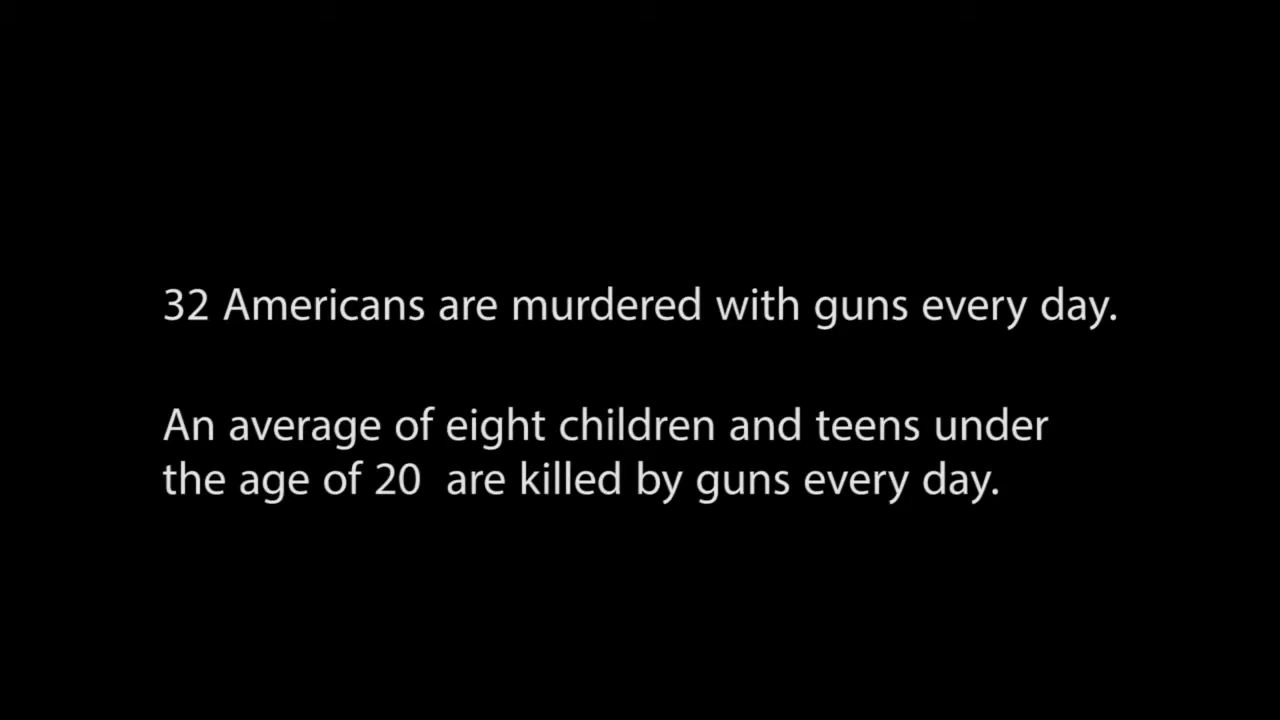 32 Americans are murdered with guns every day.
An average of eight children and teens under
the age of 20  are killed by guns every day.